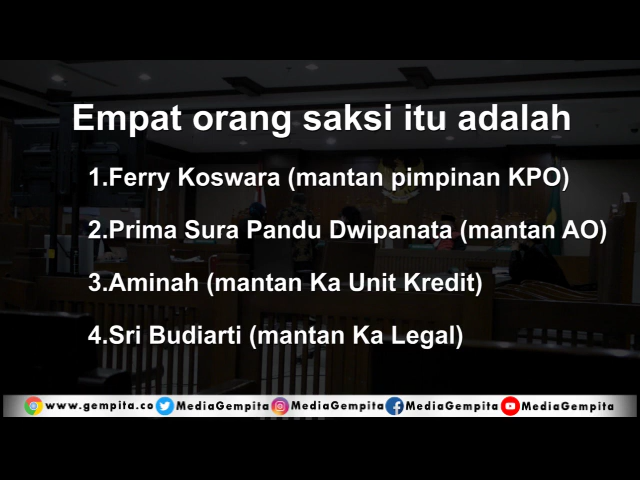 Empat orang saksi itu adalah
1.Ferry Koswara (mantan pimpinan KPO)
2.Prima Sura Pandu Dwipanata (mantan AO)
3.Aminah (mantan Ka Unit Kredit)
4.Sri Budiarti (mantan Ka Legal)
www.gempita.co MediaGempita MediaGempita MediaGempita MediaGempita